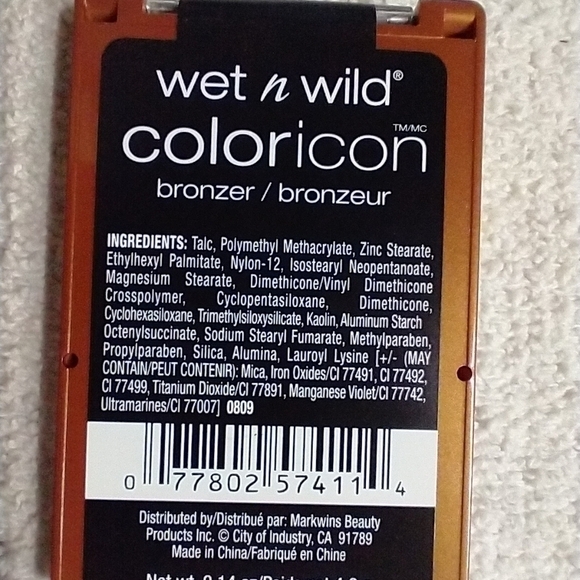 wet n wild®
TM/MC
coloricon
bronzer / bronzeur
INGREDIENTS: Talc, Polymethyl Methacrylate, Zinc Stearate,
Ethylhexyl Palmitate, Nylon-12, Isostearyl Neopentanoate,
Magnesium Stearate, Dimethicone/Vinyl Dimethicone
Crosspolymer, Cyclopentasiloxane, Dimethicone,
Cyclohexasiloxane, Trimethylsiloxysilicate, Kaolin, Aluminum Starch
Octenylsuccinate, Sodium Stearyl Fumarate, Methylparaben,
Propylparaben, Silica, Alumina, Lauroyl Lysine [+/- (MAY
CONTAIN/PEUT CONTENIR): Mica, Iron Oxides/CI 77491, CI 77492,
CI 77499, Titanium Dioxide/CI 77891, Manganese Violet/CI 77742,
Ultramarines/CI 77007] 0809
0 77802 57411 4
Distributed by/Distribué par: Markwins Beauty
Products Inc. © City of Industry, CA 91789
Made in China/Fabriqué en Chine